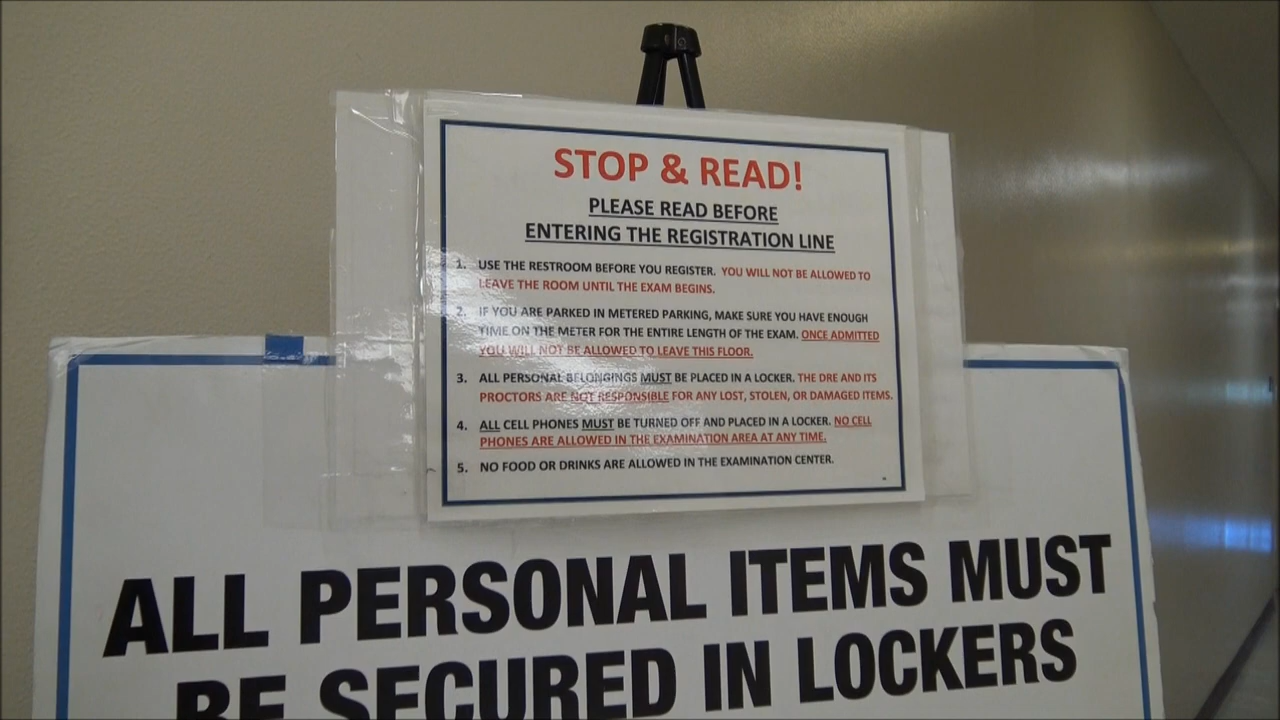 STOP & READ!
PLEASE READ BEFORE
ENTERING THE REGISTRATION LINE
1. USE THE RESTROOM BEFORE YOU REGISTER. YOU WILL NOT BE ALLOWED TO
LEAVE THE ROOM UNTIL THE EXAM BEGINS.
2. IF YOU ARE PARKED IN METERED PARKING, MAKE SURE YOU HAVE ENOUGH
TIME ON THE METER FOR THE ENTIRE LENGTH OF THE EXAM. ONCE ADMITTED
YOU WILL NOT BE ALLOWED TO LEAVE THIS FLOOR.
3. ALL PERSONAL BELONGINGS MUST BE PLACED IN A LOCKER. THE DRE AND ITS
PROCTORS ARE NOT RESPONSIBLE FOR ANY LOST, STOLEN, OR DAMAGED ITEMS.
4. ALL CELL PHONES MUST BE TURNED OFF AND PLACED IN A LOCKER. NO CELL
PHONES ARE ALLOWED IN THE EXAMINATION AREA AT ANY TIME.
5. NO FOOD OR DRINKS ARE ALLOWED IN THE EXAMINATION CENTER.
ALL PERSONAL ITEMS MUST
BE SECURED IN LOCKERS